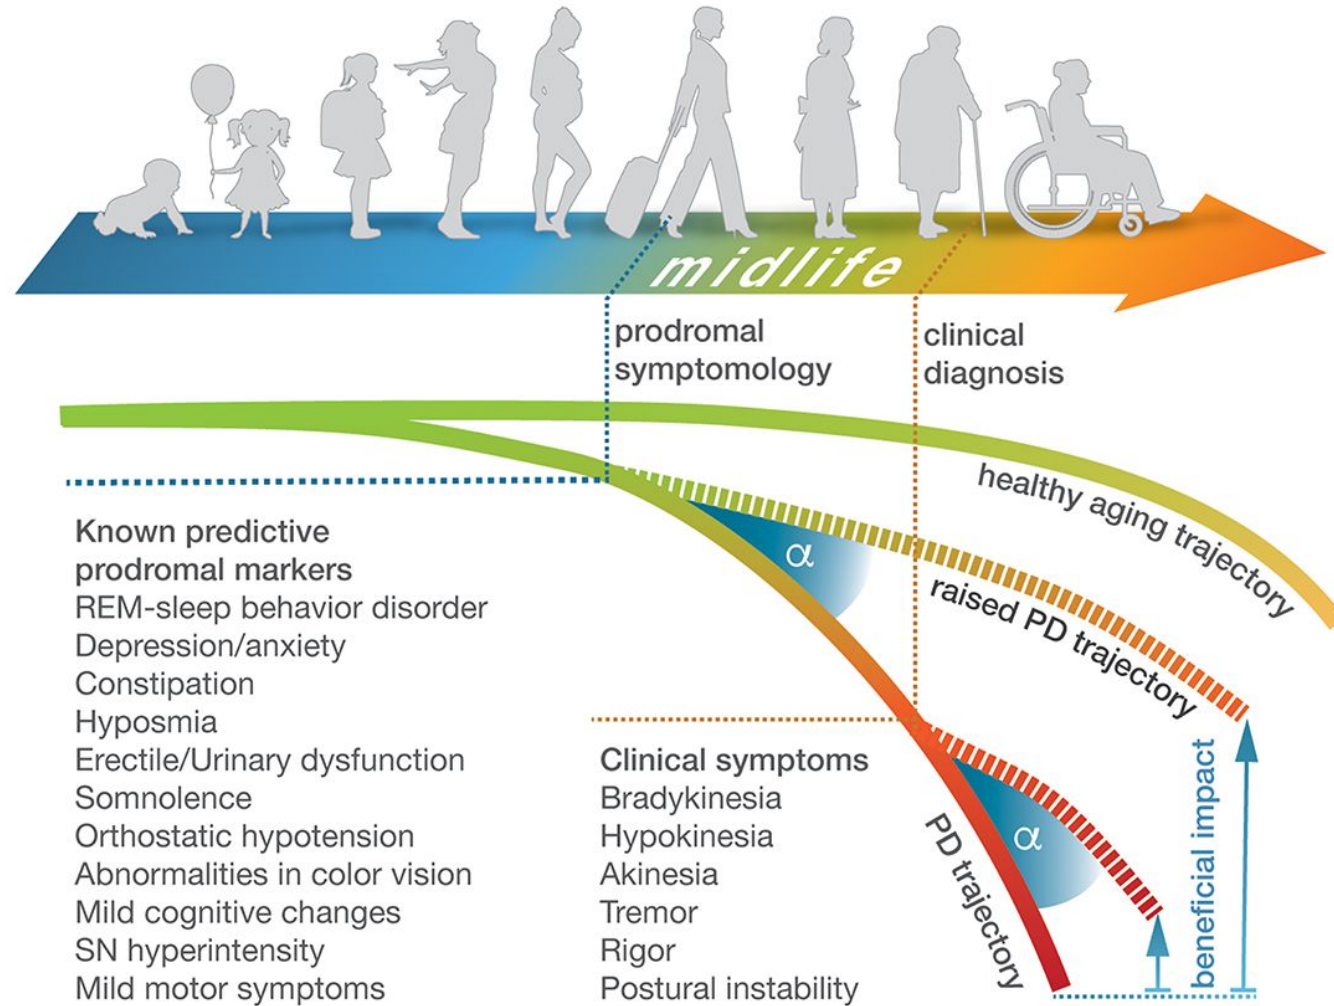 midlife
prodromal
symptomology
clinical
diagnosis
healthy aging trajectory
raised PD trajectory
α
Known predictive
prodromal markers
REM-sleep behavior disorder
Depression/anxiety
Constipation
Hyposmia
Erectile/Urinary dysfunction
Somnolence
Orthostatic hypotension
Abnormalities in color vision
Mild cognitive changes
SN hyperintensity
Mild motor symptoms
Clinical symptoms
Bradykinesia
Hypokinesia
Akinesia
Tremor
Rigor
Postural instability
PD trajectory
α
beneficial impact